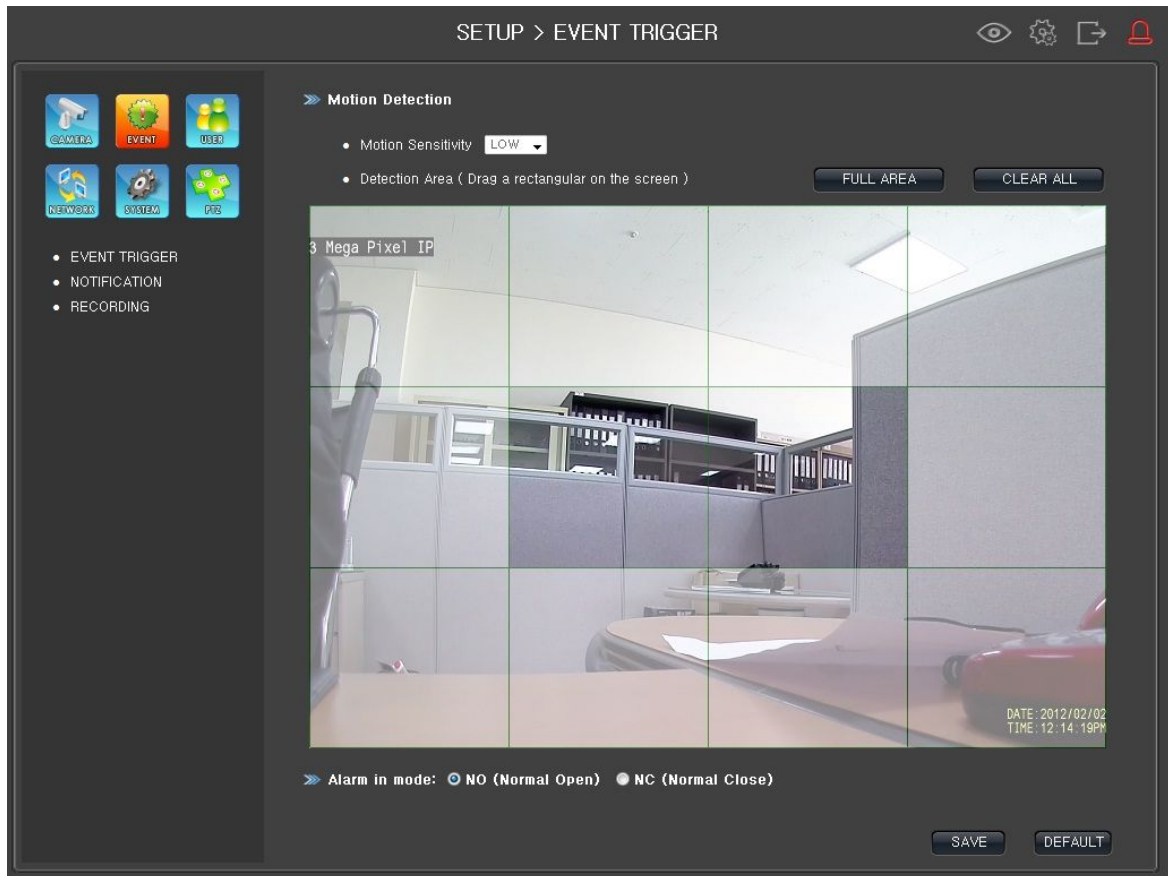 SETUP > EVENT TRIGGER
CAMERA
EVENT
USER
NETWORK
SYSTEM
PTZ
EVENT TRIGGER
NOTIFICATION
RECORDING
Motion Detection
Motion Sensitivity LOW
Detection Area ( Drag a rectangular on the screen )
FULL AREA
CLEAR ALL
3 Mega Pixel IP
DATE:2012/02/02
TIME:12:14:19PM
Alarm in mode: NO (Normal Open) NC (Normal Close)
SAVE
DEFAULT